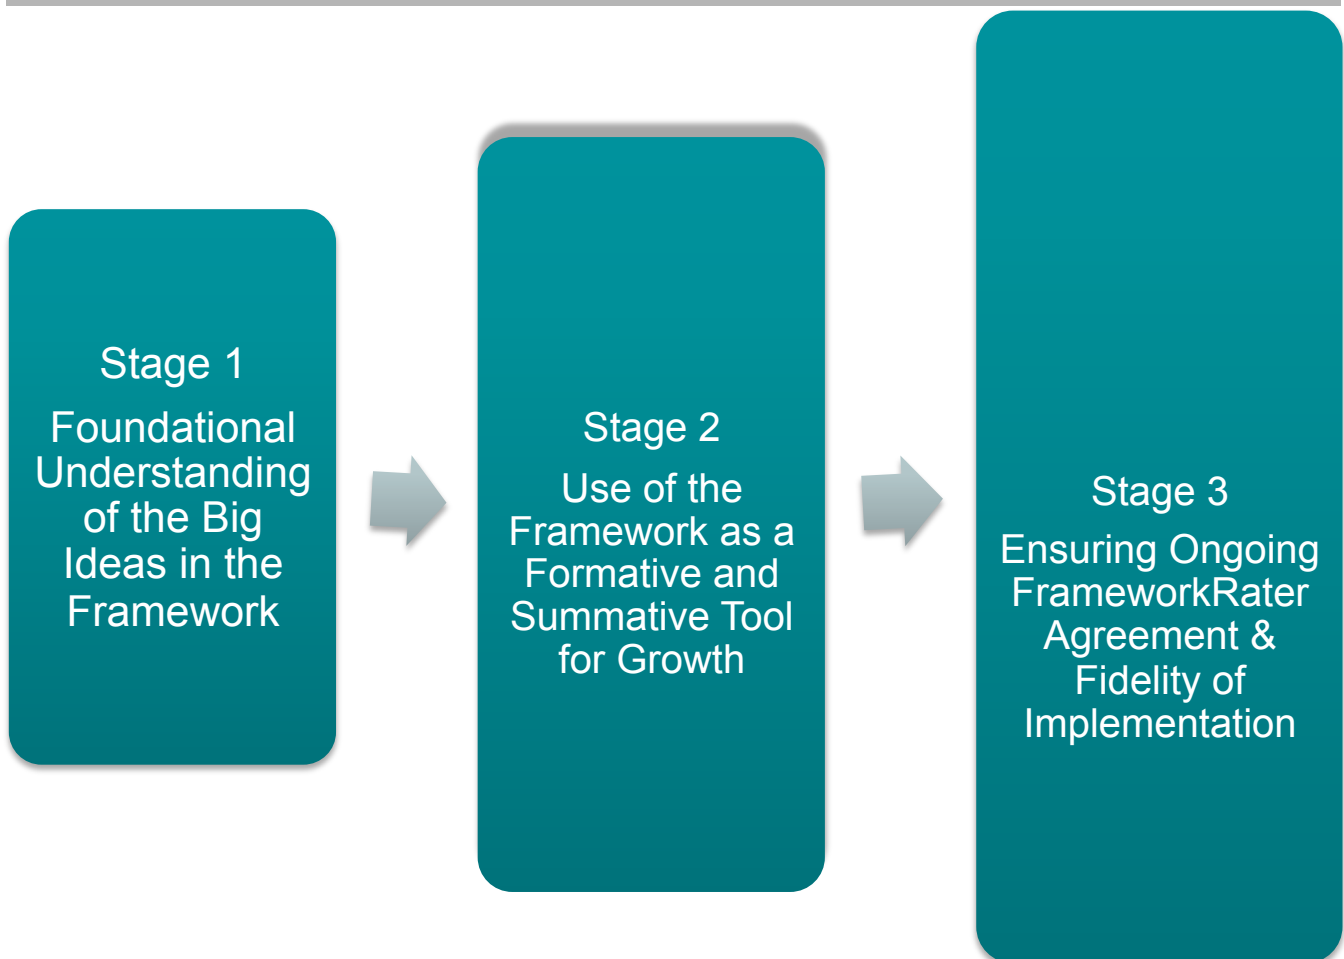 Stage 1
Foundational
Understanding
of the Big
Ideas in the
Framework
Stage 2
Use of the
Framework as a
Formative and
Summative Tool
for Growth
Stage 3
Ensuring Ongoing
FrameworkRater
Agreement &
Fidelity of
Implementation